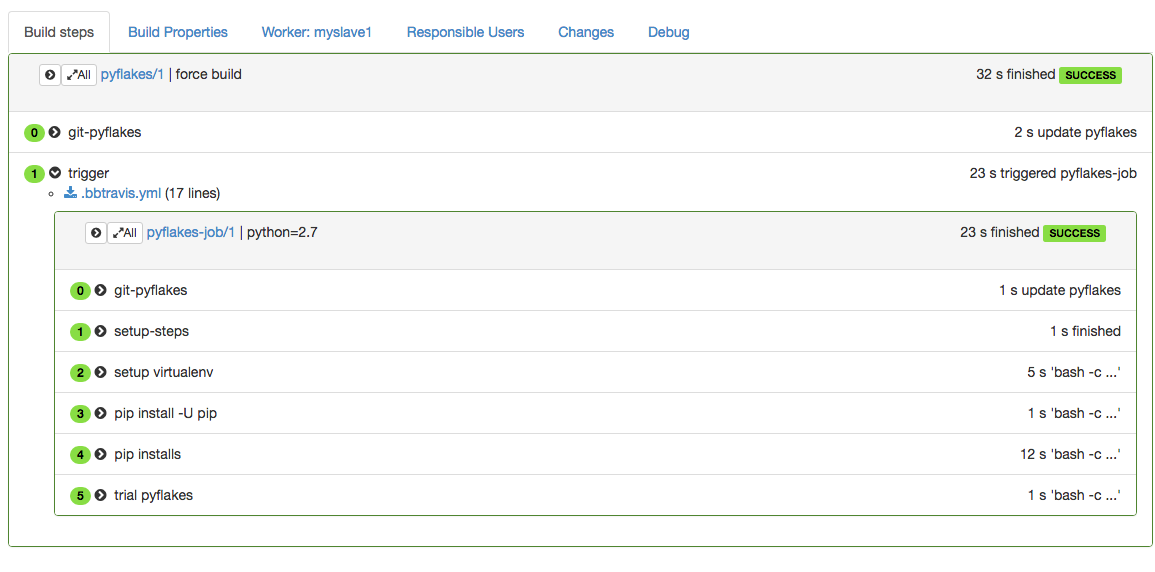 Build steps Build Properties Worker: myslave1 Responsible Users Changes Debug
All pyflakes/1 | force build 32 s finished SUCCESS
0 git-pyflakes 2 s update pyflakes
1 trigger 23 s triggered pyflakes-job
.bbtravis.yml (17 lines)
All pyflakes-job/1 | python=2.7 23 s finished SUCCESS
0 git-pyflakes 1 s update pyflakes
1 setup-steps 1 s finished
2 setup virtualenv 5 s 'bash -c ...'
3 pip install -U pip 1 s 'bash -c ...'
4 pip installs 12 s 'bash -c ...'
5 trial pyflakes 1 s 'bash -c ...'